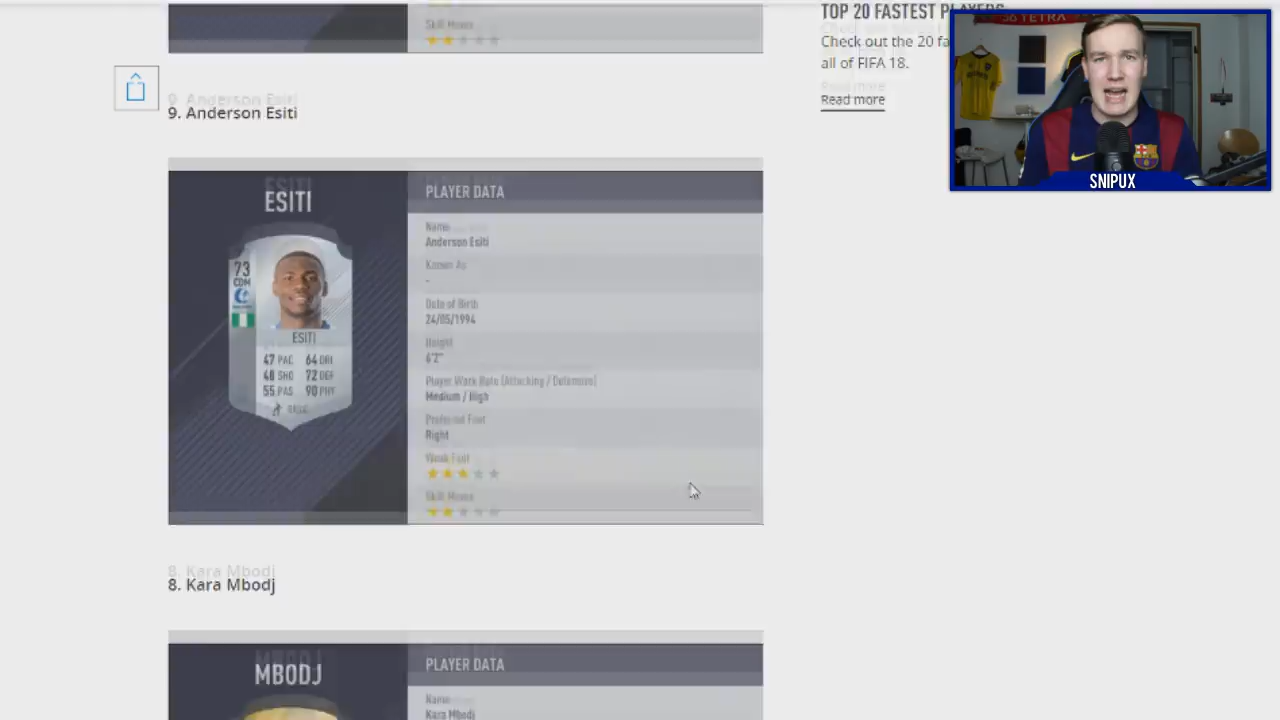 Skill Moves
TOP 20 FASTEST PLAYERS
Check out the 20 fa
all of FIFA 18.
Read more
9. Anderson Esiti
ESITI
PLAYER DATA
Name
Anderson Esiti
Known As
-
Date of Birth
24/05/1994
Height
6'2"
Player Work Rate (Attacking / Defensive)
Medium / High
Preferred Foot
Right
Weak Foot
Skill Moves
73
CDM
ESITI
47 PAC 64 DRI
48 SHO 72 DEF
55 PAS 90 PHY
BASIC
8. Kara Mbodj
MBODJ
PLAYER DATA
Name
Kara Mbodj
SNIPUX